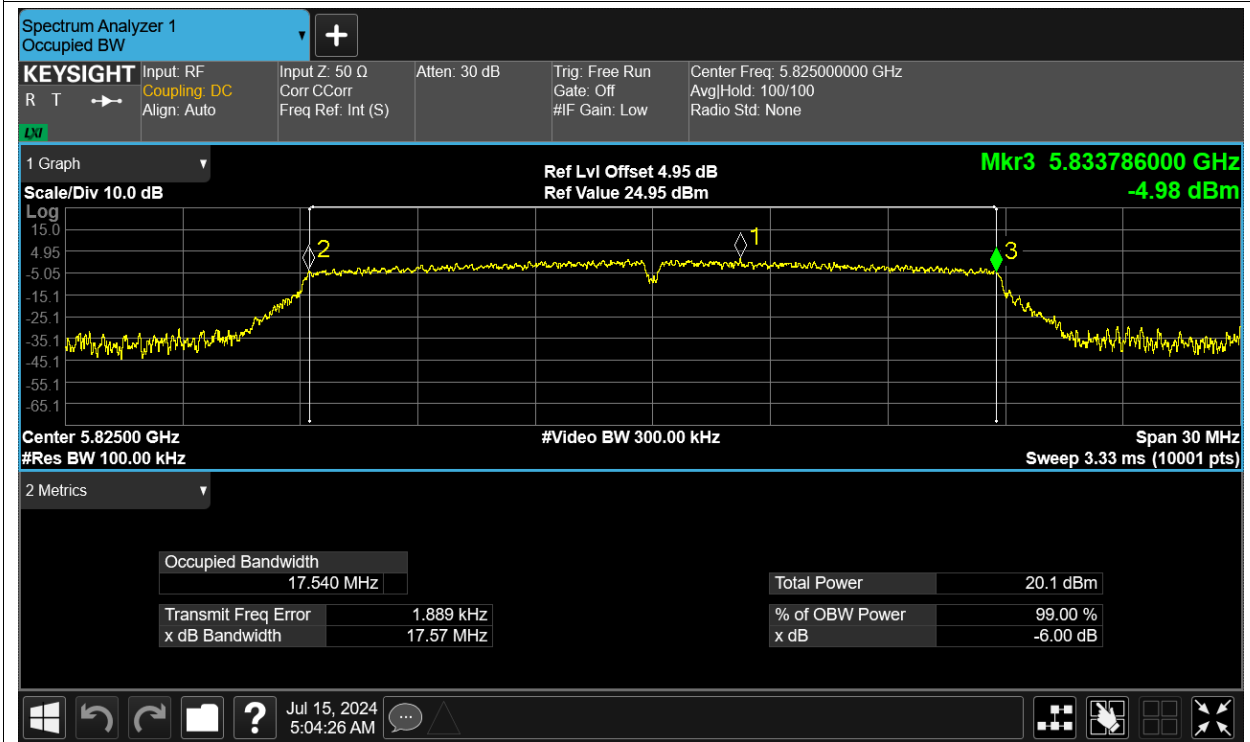 Spectrum Analyzer 1
Occupied BW
KEYSIGHT
R T
LXI
Input: RF
Coupling: DC
Align: Auto
Input Z: 50 Ω
Corr CCorr
Freq Ref: Int (S)
Atten: 30 dB
Trig: Free Run
Gate: Off
#IF Gain: Low
Center Freq: 5.825000000 GHz
Avg|Hold: 100/100
Radio Std: None
1 Graph
Scale/Div 10.0 dB
Ref Lvl Offset 4.95 dB
Ref Value 24.95 dBm
Mkr3 5.833786000 GHz
-4.98 dBm
Log
15.0
4.95
-5.05
-15.1
-25.1
-35.1
-45.1
-55.1
-65.1
2
1
3
Center 5.82500 GHz
#Res BW 100.00 kHz
#Video BW 300.00 kHz
Span 30 MHz
Sweep 3.33 ms (10001 pts)
2 Metrics
Occupied Bandwidth
17.540 MHz
Transmit Freq Error 1.889 kHz
x dB Bandwidth 17.57 MHz
Total Power 20.1 dBm
% of OBW Power 99.00 %
x dB -6.00 dB
?
Jul 15, 2024
5:04:26 AM